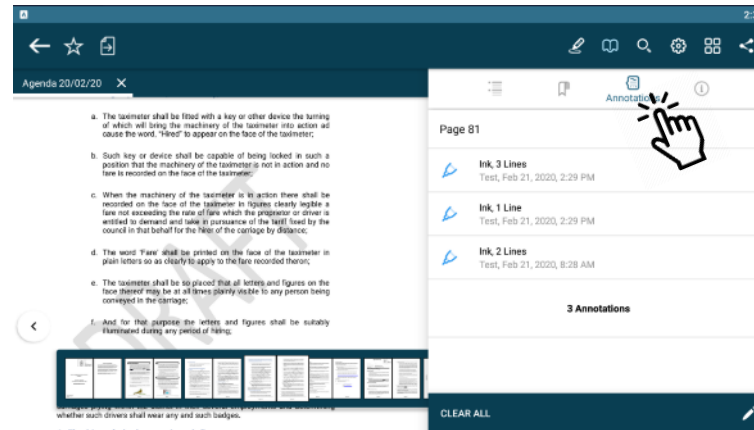 Agenda 20/02/20
a. The taximeter shall be fitted with a key or other device the turning
of which will bring the machinery of the taximeter into action ad
cause the word, "Hired" to appear on the face of the taximeter;
b. Such key or device shall be capable of being locked in such a
position that the machinery of the taximeter is not in action and no
fare is recorded on the face of the taximeter;
c. When the machinery of the taximeter is in action there shall be
recorded on the face of the taximeter in figures clearly legible a
fare not exceeding the rate of fare which the proprietor or driver is
entitled to demand and take in pursuance of the tariff fixed by the
council in that behalf for the hirer of the carriage by distance;
d. The word 'Fare' shall be printed on the face of the taximeter in
plain letters so as clearly to apply to the fare recorded theron;
e. The taximeter shall be so placed that all letters and figures on the
face thereof may be at all times plainly visible to any person being
conveyed in the carriage;
f. And for that purpose the letters and figures shall be suitably
illuminated during any period of hiring;
DRAFT
whether such drivers shall wear any and such badges.
Annotations
Page 81
Ink, 3 Lines
Test, Feb 21, 2020, 2:29 PM
Ink, 1 Line
Test, Feb 21, 2020, 2:29 PM
Ink, 2 Lines
Test, Feb 21, 2020, 8:28 AM
3 Annotations
CLEAR ALL